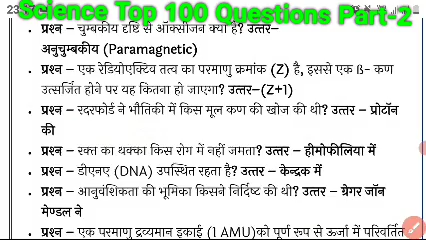 Science Top 100 Questions Part-2
प्रश्न – चुम्बकीय दृष्टि से ऑक्सीजन क्या है? उत्तर–
अनुचुम्बकीय (Paramagnetic)
प्रश्न – एक रेडियोएक्टिव तत्व का परमाणु क्रमांक (Z) है, इससे एक ß- कण
उत्सर्जित होने पर यह कितना हो जाएगा? उत्तर–(Z+1)
प्रश्न – रदरफोर्ड ने भौतिकी में किस मूल कण की खोज की थी? उत्तर – प्रोटॉन
की
प्रश्न – रक्त का थक्का किस रोग में नहीं जमता? उत्तर – हीमोफीलिया में
प्रश्न – डीएनए (DNA) उपस्थित रहता है? उत्तर – केन्द्रक में
प्रश्न – आनुवंशिकता की भूमिका किसने निर्दिष्ट की थी? उत्तर – ग्रेगर जॉन
मेण्डल ने
प्रश्न – एक परमाणु द्रव्यमान इकाई (1 AMU)को पूर्ण रूप से ऊर्जा में परिवर्तित